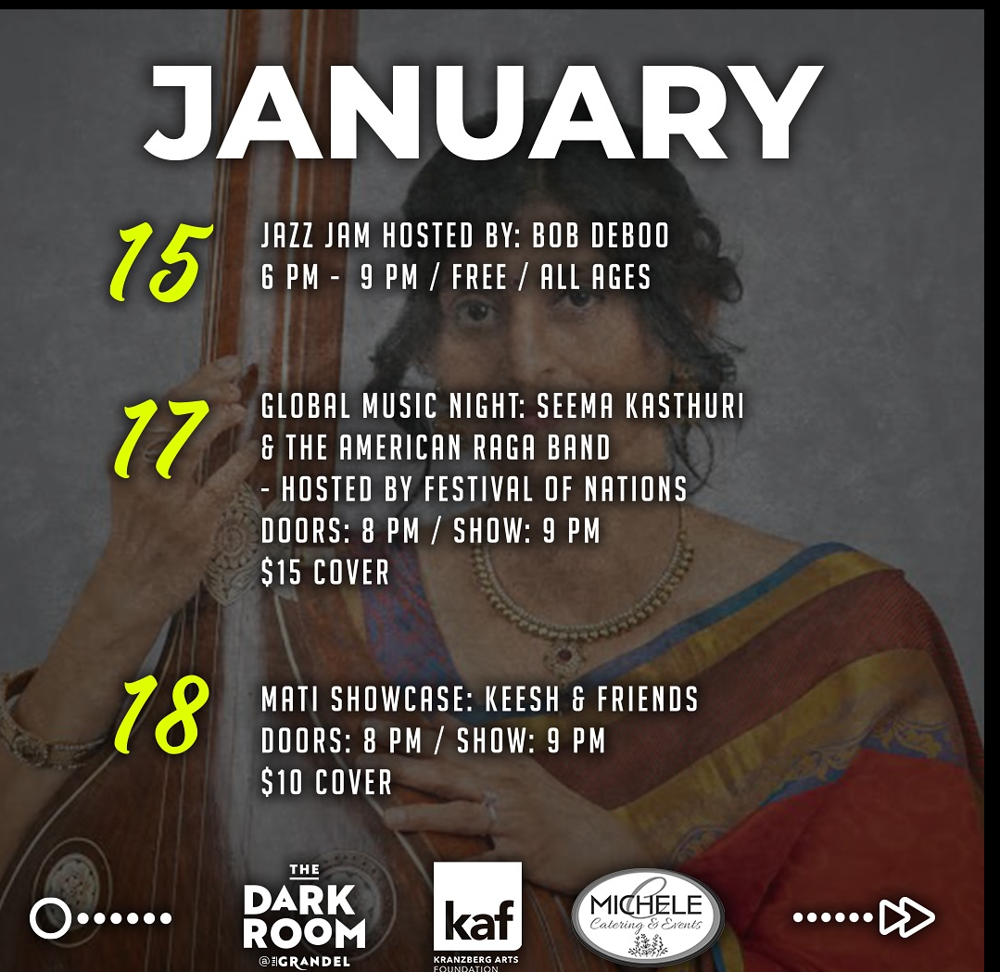 JANUARY
15
JAZZ JAM HOSTED BY: BOB DEBOO
6 PM - 9 PM / FREE / ALL AGES
17
GLOBAL MUSIC NIGHT: SEEMA KASTHURI
& THE AMERICAN RAGA BAND
- HOSTED BY FESTIVAL OF NATIONS
DOORS: 8 PM / SHOW: 9 PM
$15 COVER
18
MATI SHOWCASE: KEESH & FRIENDS
DOORS: 8 PM / SHOW: 9 PM
$10 COVER
THE
DARK
ROOM
@THE GRANDEL
kaf
KRANZBERG ARTS
FOUNDATION
MICHELE
Catering & Events